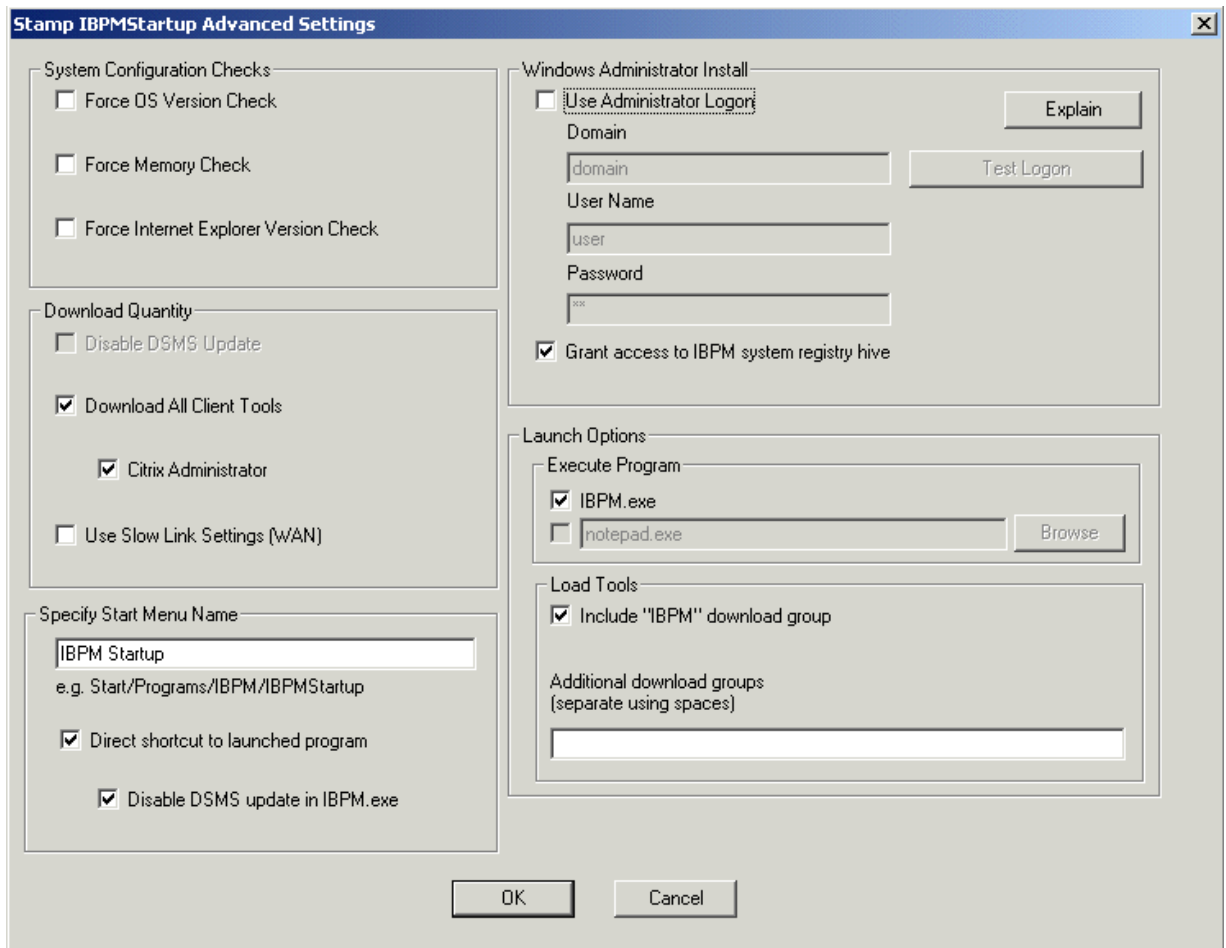 Stamp IBPMStartup Advanced Settings
System Configuration Checks
Force OS Version Check
Force Memory Check
Force Internet Explorer Version Check
Download Quantity
Disable DSMS Update
Download All Client Tools
Citrix Administrator
Use Slow Link Settings (WAN)
Specify Start Menu Name
IBPM Startup
e.g. Start/Programs/IBPM/IBPMStartup
Direct shortcut to launched program
Disable DSMS update in IBPM.exe
Windows Administrator Install
Use Administrator Logon
Explain
Domain
domain
Test Logon
User Name
user
Password
**
Grant access to IBPM system registry hive
Launch Options
Execute Program
IBPM.exe
notepad.exe
Browse
Load Tools
Include "IBPM" download group
Additional download groups
(separate using spaces)
OK
Cancel